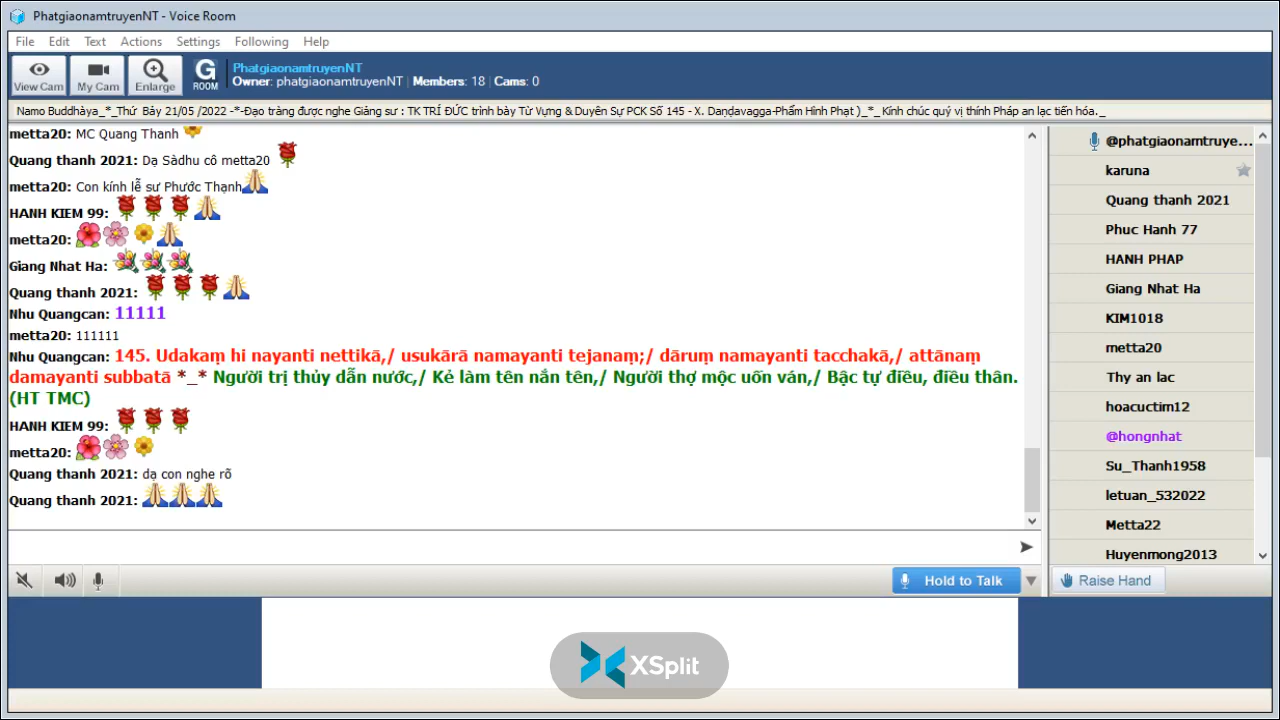 PhatgiaonamtruyenNT - Voice Room
File Edit Text Actions Settings Following Help
View Cam My Cam Enlarge G ROOM
PhatgiaonamtruyenNT
Owner: phatgiaonamtruyenNT | Members: 18 | Cams: 0
Namo Buddhàya_*_Thứ Bảy 21/05 /2022 -*-Đạo tràng được nghe Giảng sư : TK TRÍ ĐỨC trình bày Từ Vựng & Duyên Sự PCK Số 145 - X. Daṇḍavagga-Phẩm Hình Phạt )_*_ Kính chúc quý vị thính Pháp an lạc tiến hóa._
metta20: MC Quang Thanh
Quang thanh 2021: Dạ Sàdhu cô metta20
metta20: Con kính lễ sư Phước Thạnh
HANH KIEM 99:
metta20:
Giang Nhat Ha:
Quang thanh 2021:
Nhu Quangcan: 11111
metta20: 111111
Nhu Quangcan: 145. Udakaṃ hi nayanti nettikā,/ usukārā namayanti tejanaṃ;/ dāruṃ namayanti tacchakā,/ attānaṃ
damayanti subbatā *_* Người trị thủy dẫn nước,/ Kẻ làm tên nắn tên,/ Người thợ mộc uốn ván,/ Bậc tự điều, điều thân.
(HT TMC)
HANH KIEM 99:
metta20:
Quang thanh 2021: dạ con nghe rõ
Quang thanh 2021:
@phatgiaonamtruye...
karuna
Quang thanh 2021
Phuc Hanh 77
HANH PHAP
Giang Nhat Ha
KIM1018
metta20
Thy an lac
hoacuctim12
@hongnhat
Su_Thanh1958
letuan_532022
Metta22
Huyenmong2013
Hold to Talk
Raise Hand
XSplit